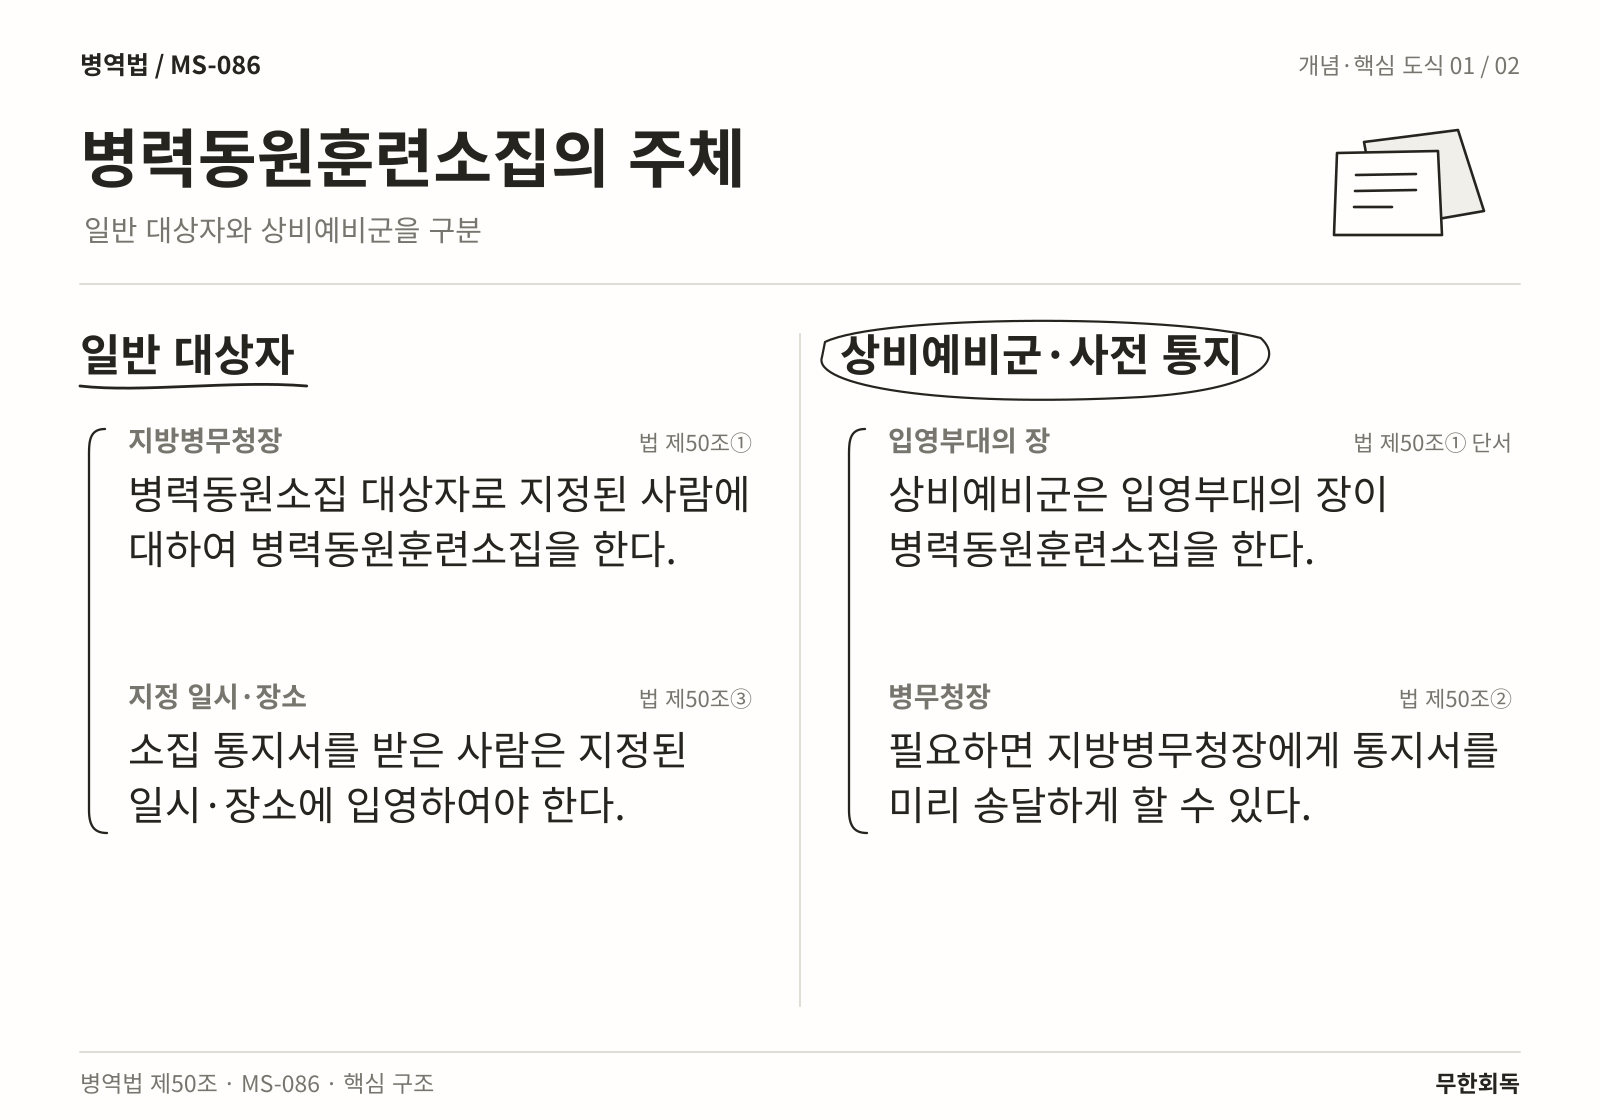 병역법 / MS-086
개념·핵심 도식 01 / 02
병력동원훈련소집의 주체
일반 대상자와 상비예비군을 구분
일반 대상자
지방병무청장
법 제50조①
병력동원소집 대상자로 지정된 사람에
대하여 병력동원훈련소집을 한다.
지정 일시·장소
법 제50조③
소집 통지서를 받은 사람은 지정된
일시·장소에 입영하여야 한다.
상비예비군·사전 통지
입영부대의 장
법 제50조① 단서
상비예비군은 입영부대의 장이
병력동원훈련소집을 한다.
병무청장
법 제50조②
필요하면 지방병무청장에게 통지서를
미리 송달하게 할 수 있다.
병역법 제50조 · MS-086 · 핵심 구조
무한회독